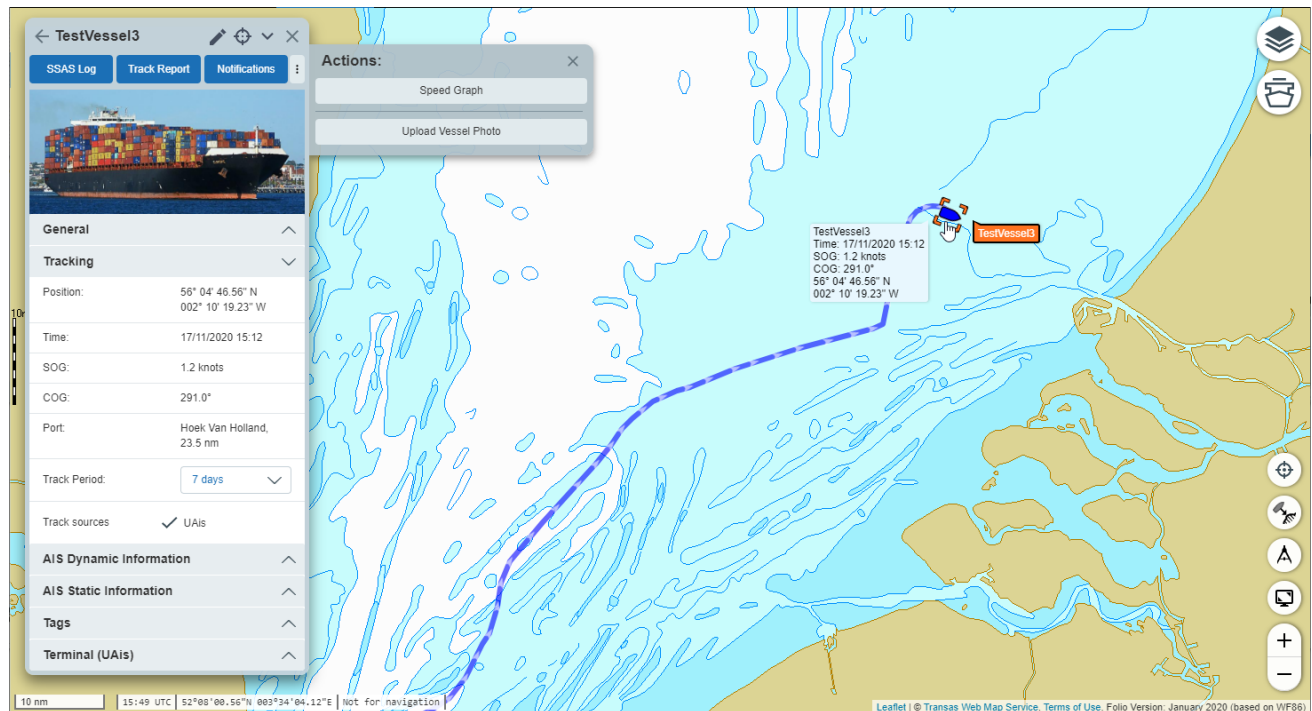 TestVessel3
SSAS Log
Track Report
Notifications
General
Tracking
Position:
56° 04' 46.56" N
002° 10' 19.23" W
Time:
17/11/2020 15:12
SOG:
1.2 knots
COG:
291.0°
Port:
Hoek Van Holland,
23.5 nm
Track Period:
7 days
Track sources
UAis
AIS Dynamic Information
AIS Static Information
Tags
Terminal (UAis)
Actions:
Speed Graph
Upload Vessel Photo
TestVessel3
Time: 17/11/2020 15:12
SOG: 1.2 knots
COG: 291.0°
56° 04' 46.56" N
002° 10' 19.23" W
TestVessel3
10 nm
15:49 UTC
52°08'00.56"N 003°34'04.12"E
Not for navigation
Leaflet | © Transas Web Map Service. Terms of Use. Folio Version: January 2020 (based on WF86)